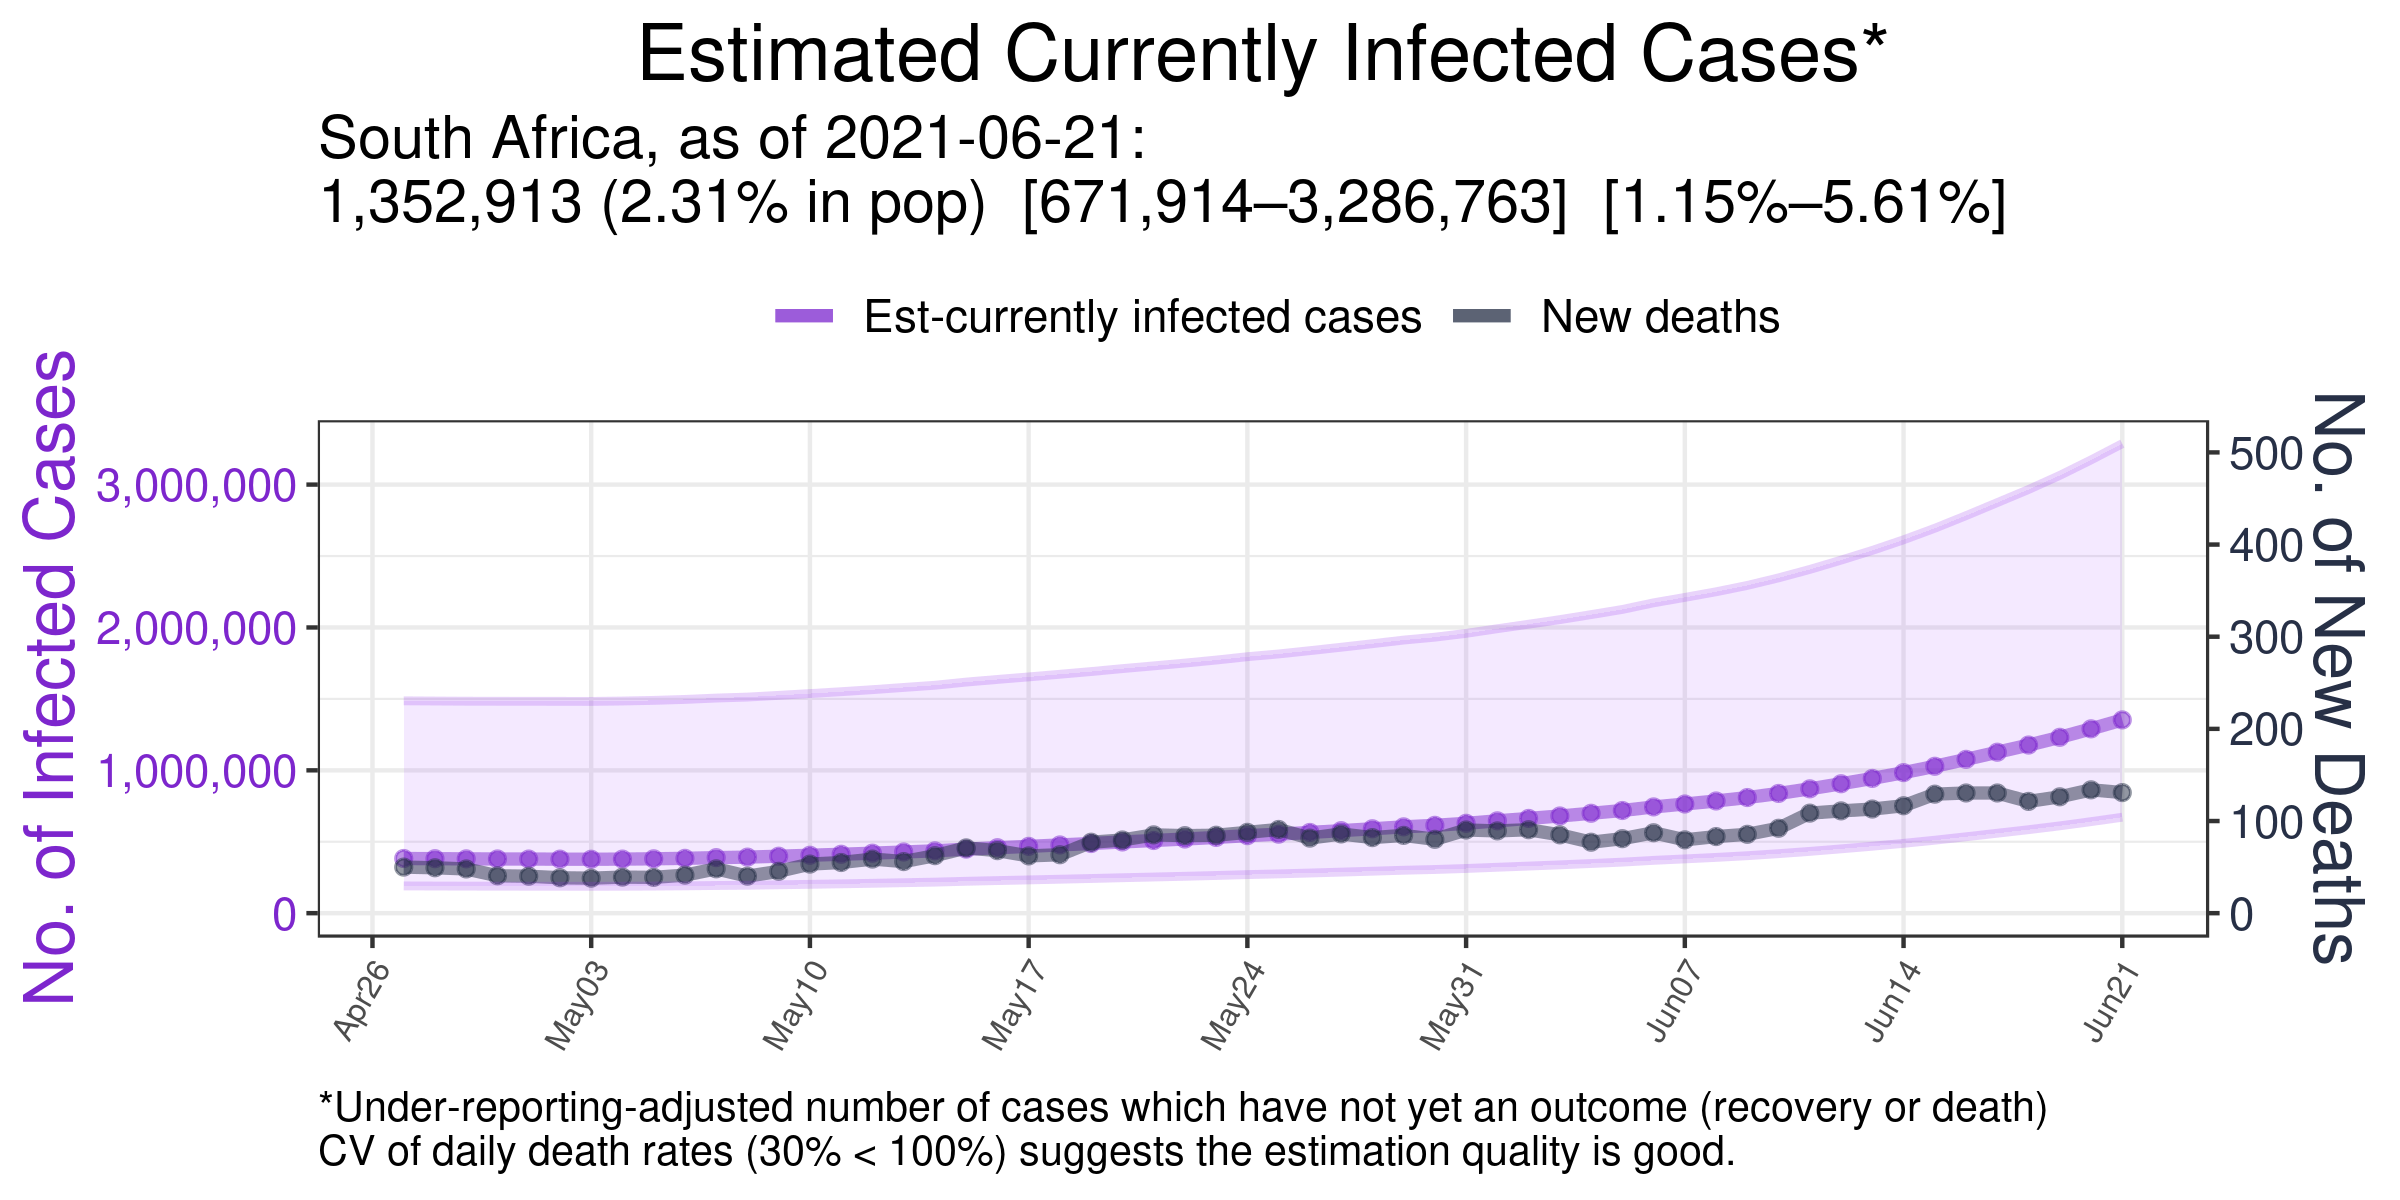 Estimated Currently Infected Cases*
South Africa, as of 2021-06-21:
1,352,913 (2.31% in pop)  [671,914–3,286,763]  [1.15%–5.61%]
Est-currently infected cases
New deaths
No. of Infected Cases
3,000,000
2,000,000
1,000,000
0
500
400
300
200
100
0
No. of New Deaths
Apr26
May03
May10
May17
May24
May31
Jun07
Jun14
Jun21
*Under-reporting-adjusted number of cases which have not yet an outcome (recovery or death)
CV of daily death rates (30% < 100%) suggests the estimation quality is good.